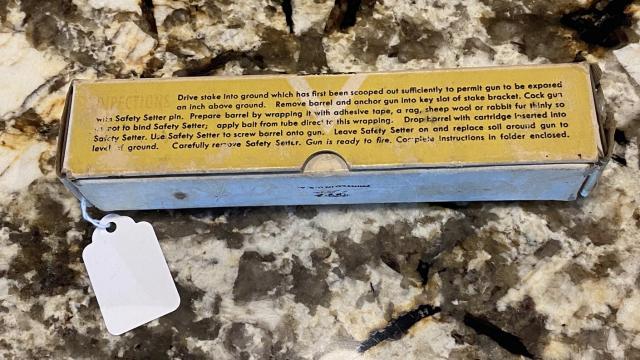 DIRECTIONS Drive stake into ground which has first been scooped out sufficiently to permit gun to be exposed
an inch above ground. Remove barrel and anchor gun into key slot of stake bracket. Cock gun
with Safety Setter pin. Prepare barrel by wrapping it with adhesive tape, a rag, sheep wool or rabbit fur thinly so
as not to bind Safety Setter; apply bait from tube direct to this wrapping. Drop barrel with cartridge inserted into
Safety Setter. Use Safety Setter to screw barrel onto gun. Leave Safety Setter on and replace soil around gun to
level of ground. Carefully remove Safety Setter. Gun is ready to fire. Complete instructions in folder enclosed.